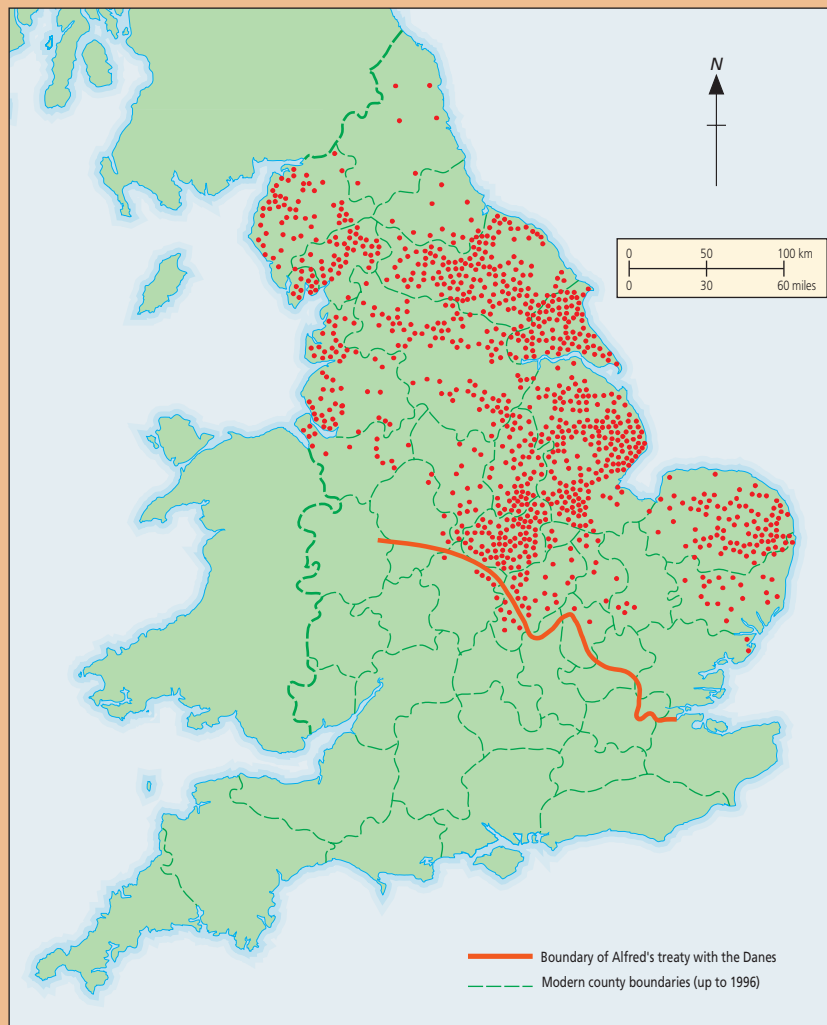 N
0 50 100 km
0 30 60 miles
Boundary of Alfred's treaty with the Danes
Modern county boundaries (up to 1996)